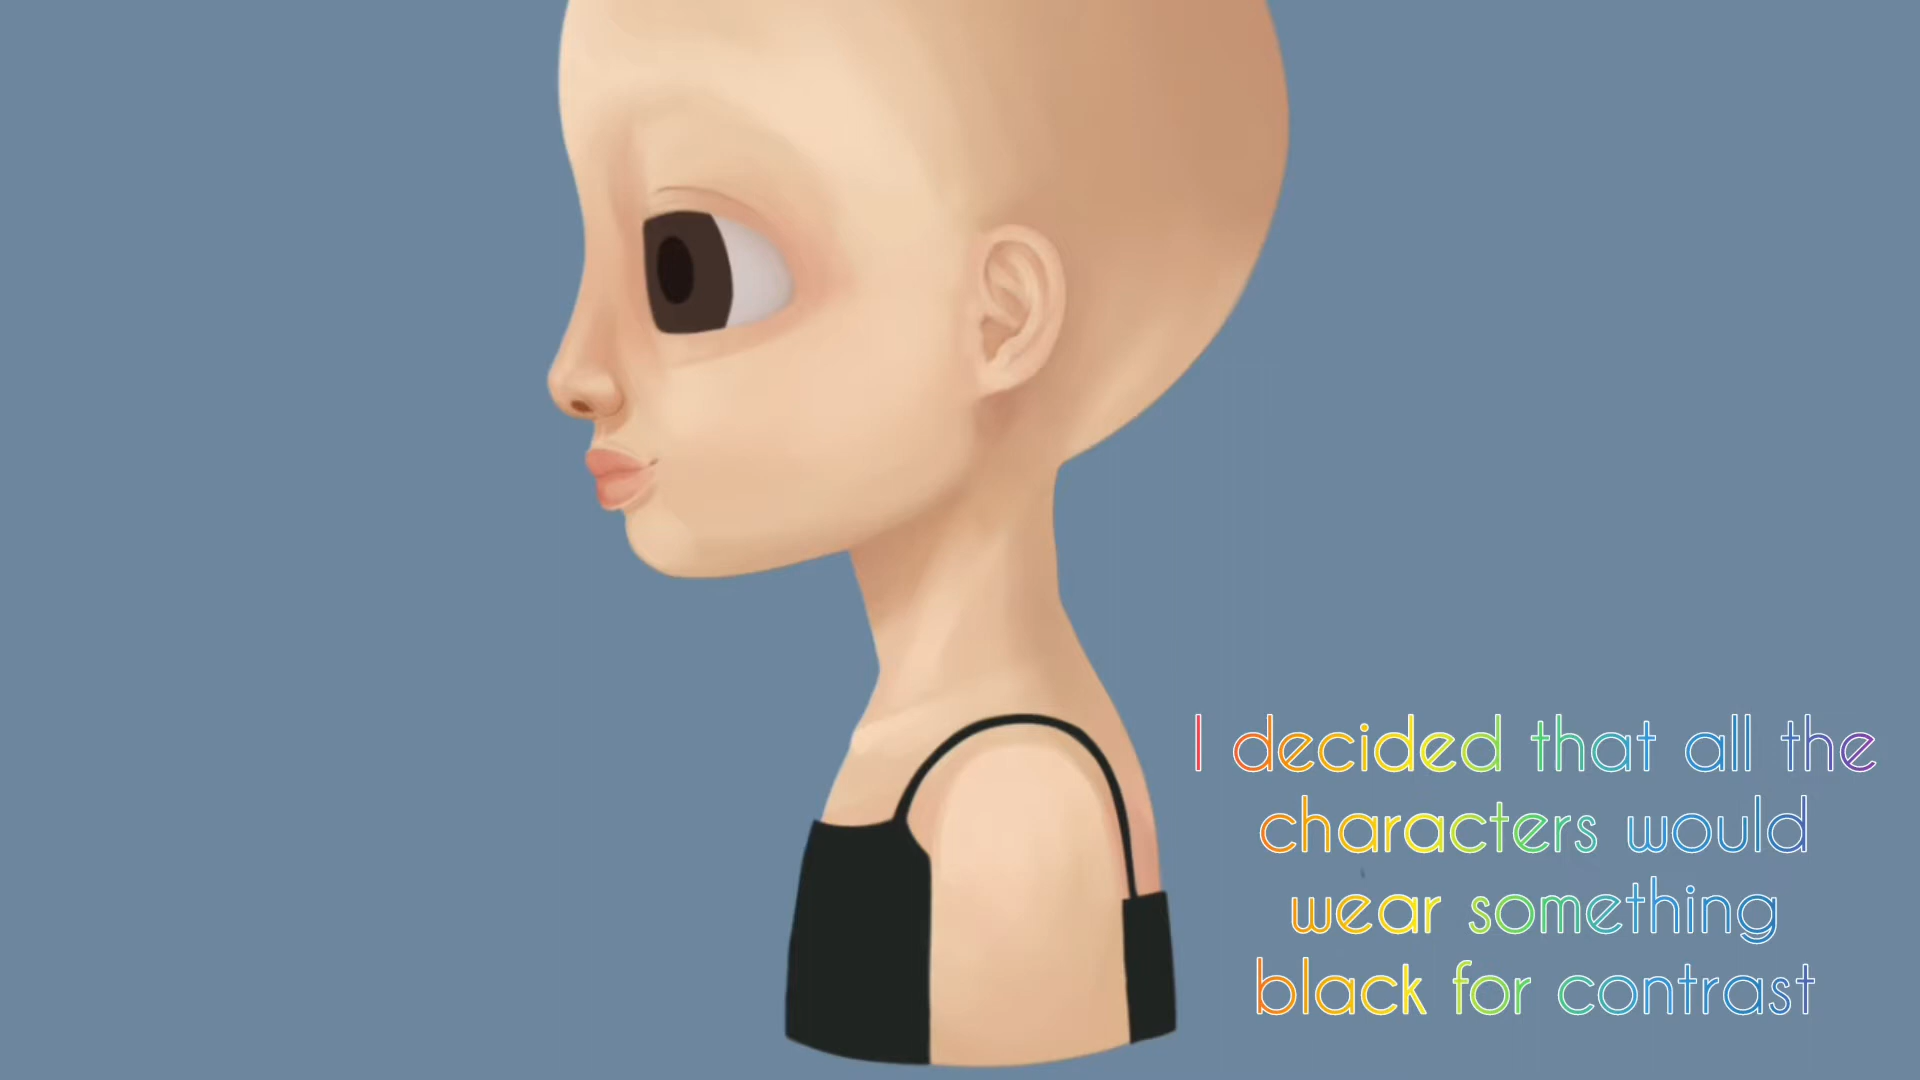 I decided that all the
characters would
wear something
black for contrast